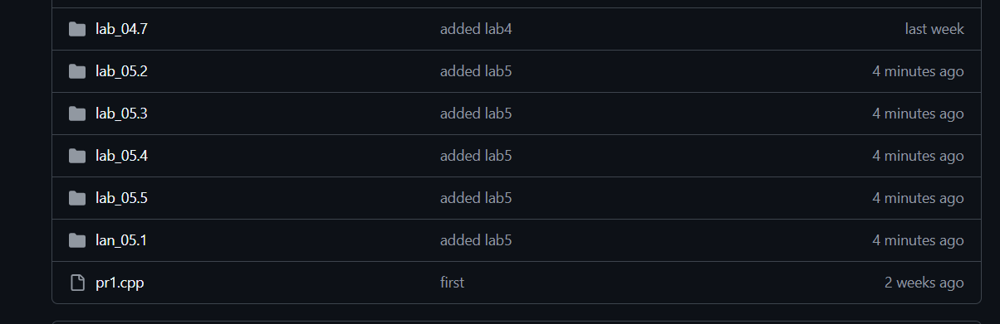 lab_04.7 added lab4 last week
lab_05.2 added lab5 4 minutes ago
lab_05.3 added lab5 4 minutes ago
lab_05.4 added lab5 4 minutes ago
lab_05.5 added lab5 4 minutes ago
lan_05.1 added lab5 4 minutes ago
pr1.cpp first 2 weeks ago